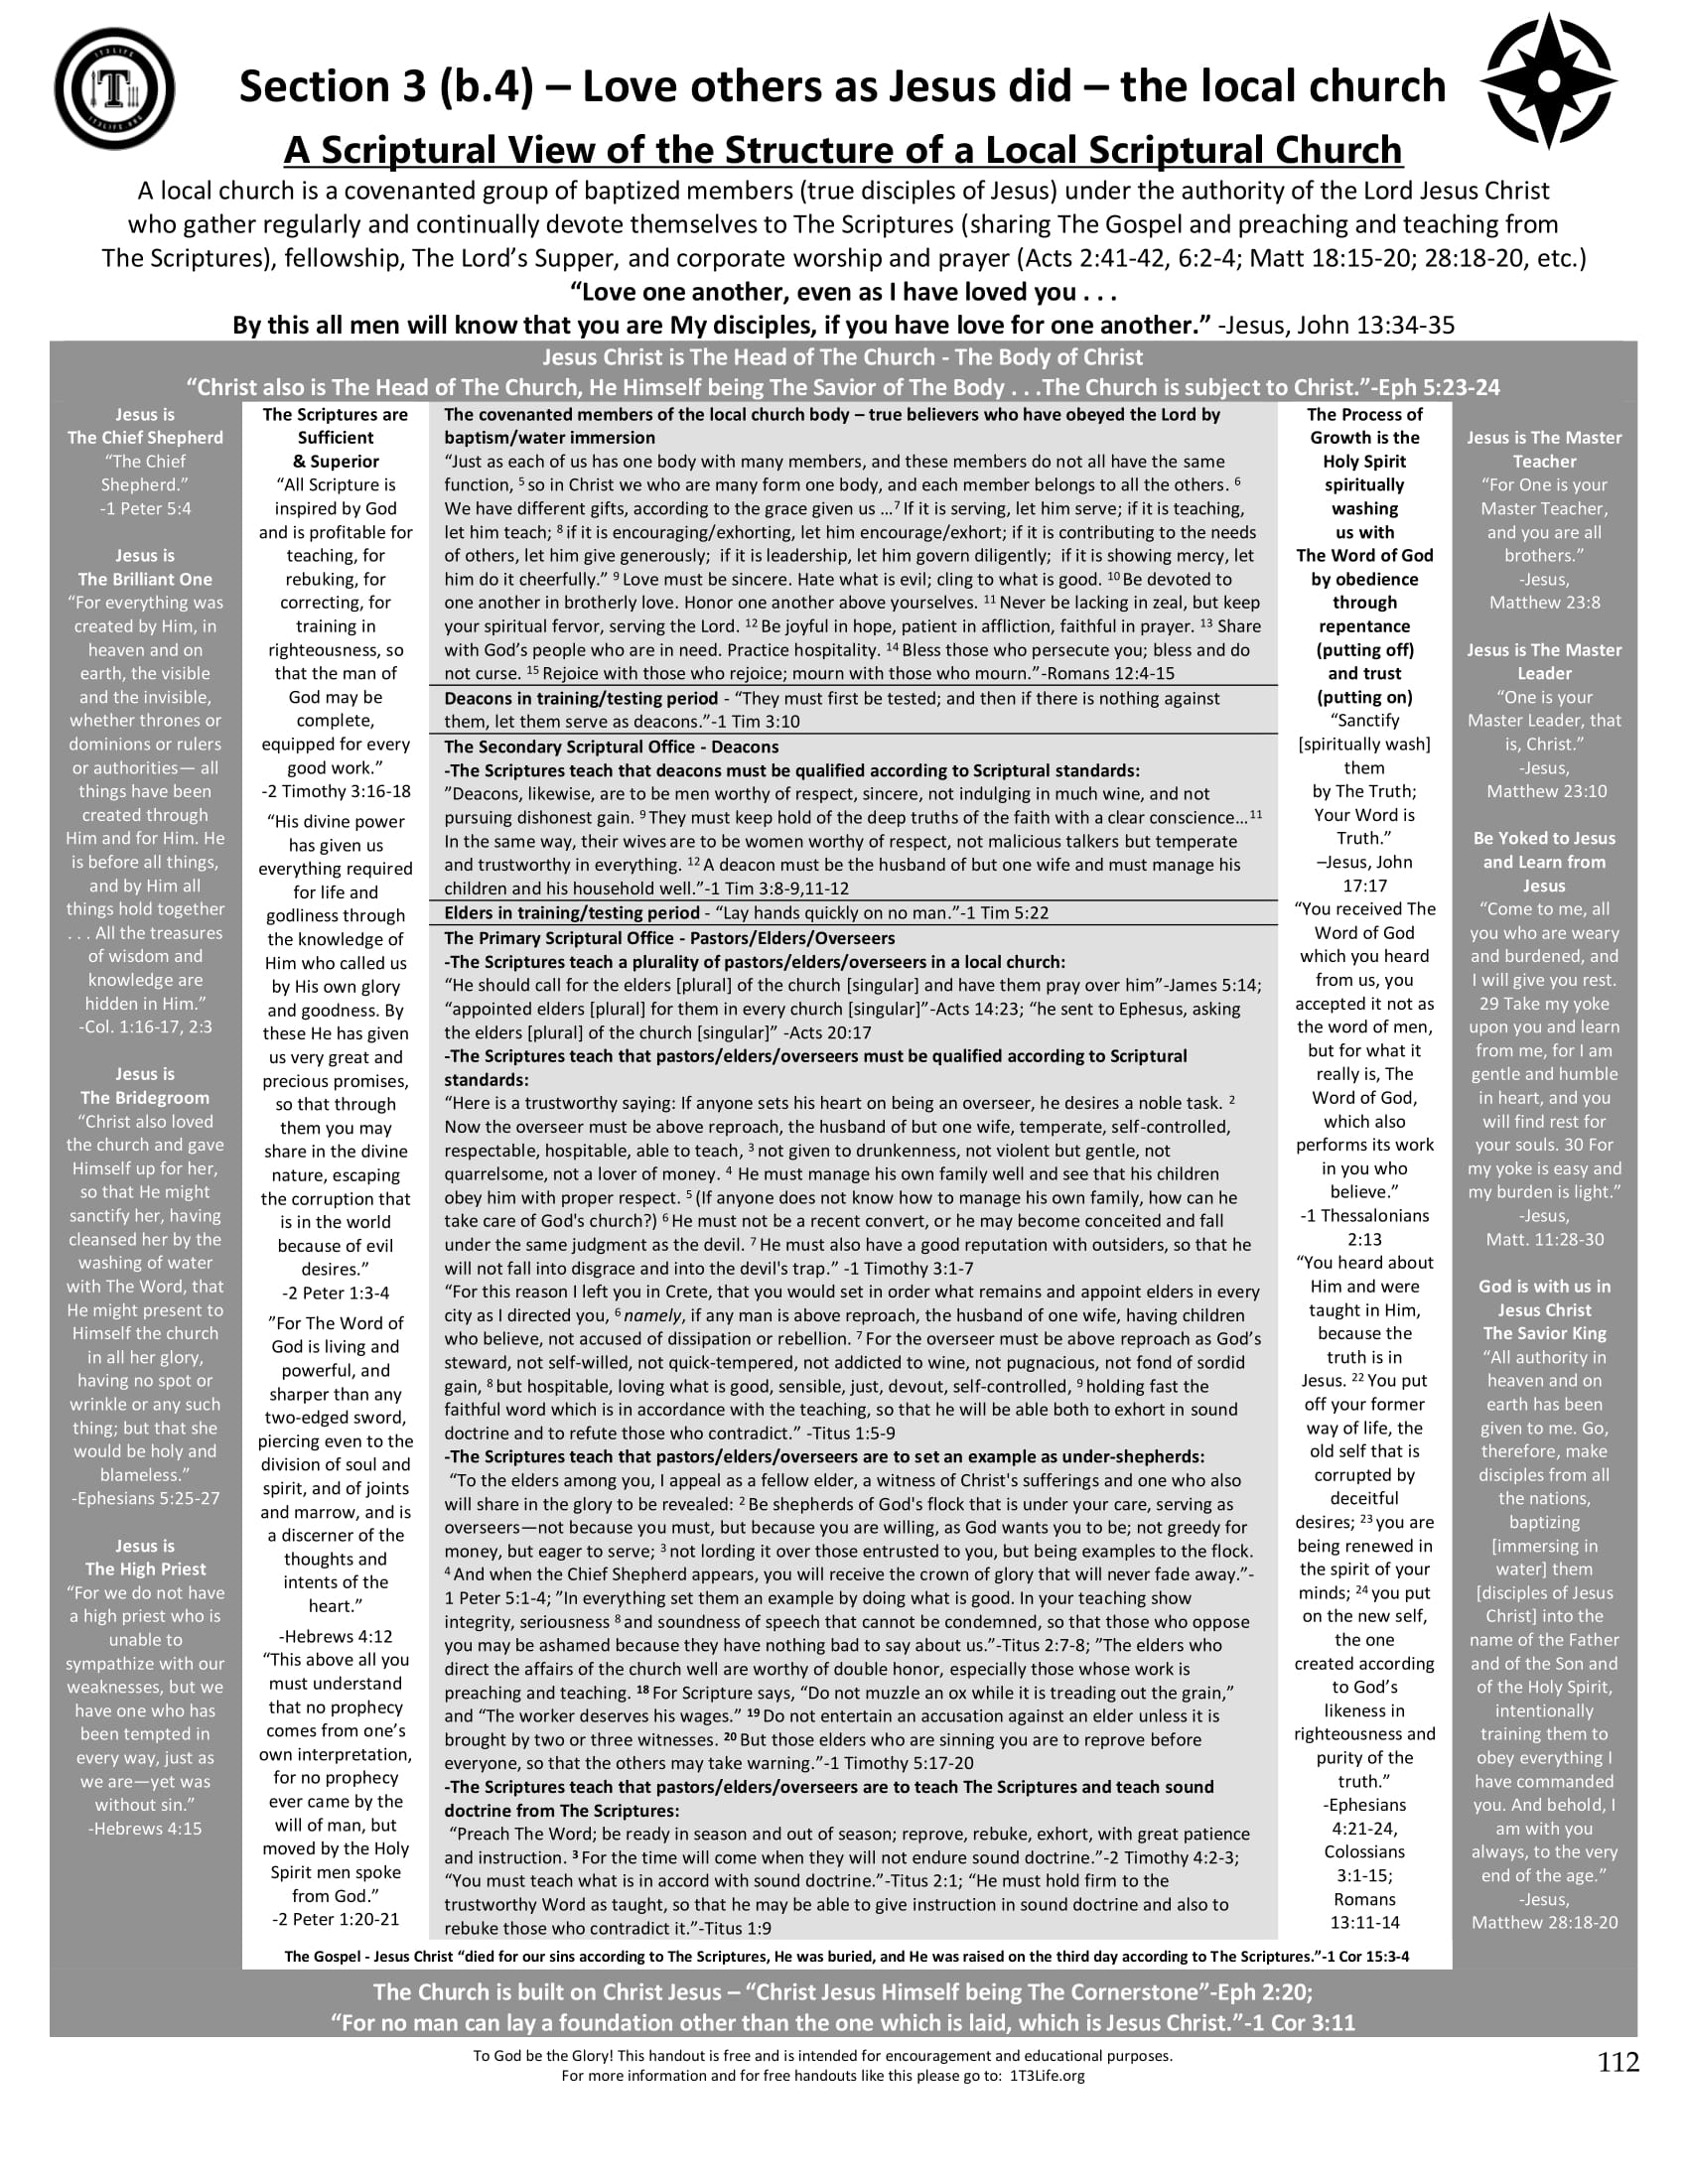 1T3LIFE
T
1T3LIFE.ORG
Section 3 (b.4) – Love others as Jesus did – the local church
A Scriptural View of the Structure of a Local Scriptural Church
A local church is a covenanted group of baptized members (true disciples of Jesus) under the authority of the Lord Jesus Christ
who gather regularly and continually devote themselves to The Scriptures (sharing The Gospel and preaching and teaching from
The Scriptures), fellowship, The Lord’s Supper, and corporate worship and prayer (Acts 2:41-42, 6:2-4; Matt 18:15-20; 28:18-20, etc.)
“Love one another, even as I have loved you . . .
By this all men will know that you are My disciples, if you have love for one another.” -Jesus, John 13:34-35
Jesus Christ is The Head of The Church - The Body of Christ
“Christ also is The Head of The Church, He Himself being The Savior of The Body . . .The Church is subject to Christ.”-Eph 5:23-24
Jesus is
The Chief Shepherd
“The Chief
Shepherd.”
-1 Peter 5:4
Jesus is
The Brilliant One
“For everything was
created by Him, in
heaven and on
earth, the visible
and the invisible,
whether thrones or
dominions or rulers
or authorities— all
things have been
created through
Him and for Him. He
is before all things,
and by Him all
things hold together
. . . All the treasures
of wisdom and
knowledge are
hidden in Him.”
-Col. 1:16-17, 2:3
Jesus is
The Bridegroom
“Christ also loved
the church and gave
Himself up for her,
so that He might
sanctify her, having
cleansed her by the
washing of water
with The Word, that
He might present to
Himself the church
in all her glory,
having no spot or
wrinkle or any such
thing; but that she
would be holy and
blameless.”
-Ephesians 5:25-27
Jesus is
The High Priest
“For we do not have
a high priest who is
unable to
sympathize with our
weaknesses, but we
have one who has
been tempted in
every way, just as
we are—yet was
without sin.”
-Hebrews 4:15
The Scriptures are
Sufficient
& Superior
“All Scripture is
inspired by God
and is profitable for
teaching, for
rebuking, for
correcting, for
training in
righteousness, so
that the man of
God may be
complete,
equipped for every
good work.”
-2 Timothy 3:16-18
“His divine power
has given us
everything required
for life and
godliness through
the knowledge of
Him who called us
by His own glory
and goodness. By
these He has given
us very great and
precious promises,
so that through
them you may
share in the divine
nature, escaping
the corruption that
is in the world
because of evil
desires.”
-2 Peter 1:3-4
”For The Word of
God is living and
powerful, and
sharper than any
two-edged sword,
piercing even to the
division of soul and
spirit, and of joints
and marrow, and is
a discerner of the
thoughts and
intents of the
heart.”
-Hebrews 4:12
“This above all you
must understand
that no prophecy
comes from one’s
own interpretation,
for no prophecy
ever came by the
will of man, but
moved by the Holy
Spirit men spoke
from God.”
-2 Peter 1:20-21
The covenanted members of the local church body – true believers who have obeyed the Lord by
baptism/water immersion
“Just as each of us has one body with many members, and these members do not all have the same
function, 5 so in Christ we who are many form one body, and each member belongs to all the others. 6
We have different gifts, according to the grace given us …7 If it is serving, let him serve; if it is teaching,
let him teach; 8 if it is encouraging/exhorting, let him encourage/exhort; if it is contributing to the needs
of others, let him give generously;  if it is leadership, let him govern diligently;  if it is showing mercy, let
him do it cheerfully.” 9 Love must be sincere. Hate what is evil; cling to what is good. 10 Be devoted to
one another in brotherly love. Honor one another above yourselves. 11 Never be lacking in zeal, but keep
your spiritual fervor, serving the Lord. 12 Be joyful in hope, patient in affliction, faithful in prayer. 13 Share
with God’s people who are in need. Practice hospitality. 14 Bless those who persecute you; bless and do
not curse. 15 Rejoice with those who rejoice; mourn with those who mourn.”-Romans 12:4-15
Deacons in training/testing period - “They must first be tested; and then if there is nothing against
them, let them serve as deacons.”-1 Tim 3:10
The Secondary Scriptural Office - Deacons
-The Scriptures teach that deacons must be qualified according to Scriptural standards:
”Deacons, likewise, are to be men worthy of respect, sincere, not indulging in much wine, and not
pursuing dishonest gain. 9 They must keep hold of the deep truths of the faith with a clear conscience…11
In the same way, their wives are to be women worthy of respect, not malicious talkers but temperate
and trustworthy in everything. 12 A deacon must be the husband of but one wife and must manage his
children and his household well.”-1 Tim 3:8-9,11-12
Elders in training/testing period - “Lay hands quickly on no man.”-1 Tim 5:22
The Primary Scriptural Office - Pastors/Elders/Overseers
-The Scriptures teach a plurality of pastors/elders/overseers in a local church:
“He should call for the elders [plural] of the church [singular] and have them pray over him”-James 5:14;
“appointed elders [plural] for them in every church [singular]”-Acts 14:23; “he sent to Ephesus, asking
the elders [plural] of the church [singular]” -Acts 20:17
-The Scriptures teach that pastors/elders/overseers must be qualified according to Scriptural
standards:
“Here is a trustworthy saying: If anyone sets his heart on being an overseer, he desires a noble task. 2
Now the overseer must be above reproach, the husband of but one wife, temperate, self-controlled,
respectable, hospitable, able to teach, 3 not given to drunkenness, not violent but gentle, not
quarrelsome, not a lover of money. 4 He must manage his own family well and see that his children
obey him with proper respect. 5 (If anyone does not know how to manage his own family, how can he
take care of God's church?) 6 He must not be a recent convert, or he may become conceited and fall
under the same judgment as the devil. 7 He must also have a good reputation with outsiders, so that he
will not fall into disgrace and into the devil's trap.” -1 Timothy 3:1-7
“For this reason I left you in Crete, that you would set in order what remains and appoint elders in every
city as I directed you, 6 namely, if any man is above reproach, the husband of one wife, having children
who believe, not accused of dissipation or rebellion. 7 For the overseer must be above reproach as God’s
steward, not self-willed, not quick-tempered, not addicted to wine, not pugnacious, not fond of sordid
gain, 8 but hospitable, loving what is good, sensible, just, devout, self-controlled, 9 holding fast the
faithful word which is in accordance with the teaching, so that he will be able both to exhort in sound
doctrine and to refute those who contradict.” -Titus 1:5-9
-The Scriptures teach that pastors/elders/overseers are to set an example as under-shepherds:
“To the elders among you, I appeal as a fellow elder, a witness of Christ's sufferings and one who also
will share in the glory to be revealed: 2 Be shepherds of God's flock that is under your care, serving as
overseers—not because you must, but because you are willing, as God wants you to be; not greedy for
money, but eager to serve; 3 not lording it over those entrusted to you, but being examples to the flock.
4 And when the Chief Shepherd appears, you will receive the crown of glory that will never fade away.”-
1 Peter 5:1-4; ”In everything set them an example by doing what is good. In your teaching show
integrity, seriousness 8 and soundness of speech that cannot be condemned, so that those who oppose
you may be ashamed because they have nothing bad to say about us.”-Titus 2:7-8; ”The elders who
direct the affairs of the church well are worthy of double honor, especially those whose work is
preaching and teaching. 18 For Scripture says, “Do not muzzle an ox while it is treading out the grain,”
and “The worker deserves his wages.” 19 Do not entertain an accusation against an elder unless it is
brought by two or three witnesses. 20 But those elders who are sinning you are to reprove before
everyone, so that the others may take warning.”-1 Timothy 5:17-20
-The Scriptures teach that pastors/elders/overseers are to teach The Scriptures and teach sound
doctrine from The Scriptures:
“Preach The Word; be ready in season and out of season; reprove, rebuke, exhort, with great patience
and instruction. 3 For the time will come when they will not endure sound doctrine.”-2 Timothy 4:2-3;
“You must teach what is in accord with sound doctrine.”-Titus 2:1; “He must hold firm to the
trustworthy Word as taught, so that he may be able to give instruction in sound doctrine and also to
rebuke those who contradict it.”-Titus 1:9
The Process of
Growth is the
Holy Spirit
spiritually
washing
us with
The Word of God
by obedience
through
repentance
(putting off)
and trust
(putting on)
“Sanctify
[spiritually wash]
them
by The Truth;
Your Word is
Truth.”
–Jesus, John
17:17
“You received The
Word of God
which you heard
from us, you
accepted it not as
the word of men,
but for what it
really is, The
Word of God,
which also
performs its work
in you who
believe.”
-1 Thessalonians
2:13
“You heard about
Him and were
taught in Him,
because the
truth is in
Jesus. 22 You put
off your former
way of life, the
old self that is
corrupted by
deceitful
desires; 23 you are
being renewed in
the spirit of your
minds; 24 you put
on the new self,
the one
created according
to God’s
likeness in
righteousness and
purity of the
truth.”
-Ephesians
4:21-24,
Colossians
3:1-15;
Romans
13:11-14
Jesus is The Master
Teacher
“For One is your
Master Teacher,
and you are all
brothers.”
-Jesus,
Matthew 23:8
Jesus is The Master
Leader
“One is your
Master Leader, that
is, Christ.”
-Jesus,
Matthew 23:10
Be Yoked to Jesus
and Learn from
Jesus
“Come to me, all
you who are weary
and burdened, and
I will give you rest.
29 Take my yoke
upon you and learn
from me, for I am
gentle and humble
in heart, and you
will find rest for
your souls. 30 For
my yoke is easy and
my burden is light.”
-Jesus,
Matt. 11:28-30
God is with us in
Jesus Christ
The Savior King
“All authority in
heaven and on
earth has been
given to me. Go,
therefore, make
disciples from all
the nations,
baptizing
[immersing in
water] them
[disciples of Jesus
Christ] into the
name of the Father
and of the Son and
of the Holy Spirit,
intentionally
training them to
obey everything I
have commanded
you. And behold, I
am with you
always, to the very
end of the age.”
-Jesus,
Matthew 28:18-20
The Gospel - Jesus Christ “died for our sins according to The Scriptures, He was buried, and He was raised on the third day according to The Scriptures.”-1 Cor 15:3-4
The Church is built on Christ Jesus – “Christ Jesus Himself being The Cornerstone”-Eph 2:20;
“For no man can lay a foundation other than the one which is laid, which is Jesus Christ.”-1 Cor 3:11
To God be the Glory! This handout is free and is intended for encouragement and educational purposes.
For more information and for free handouts like this please go to:  1T3Life.org
112